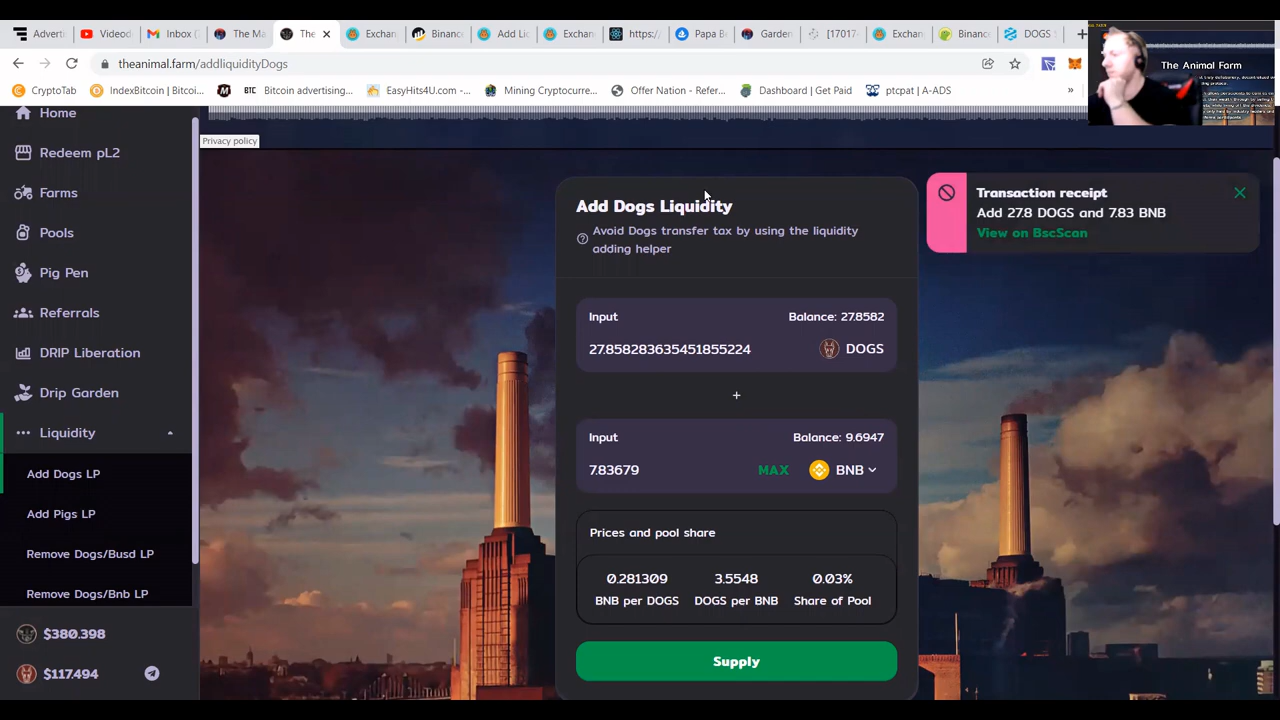 Adverti
Videod
Inbox (
The Ma
The
Exchan
Binanc
Add Lic
Exchan
https:/
Papa B
Garden
[17017
Exchan
Binanc
DOGS S
theanimal.farm/addliquidityDogs
CryptoTab
IndexBitcoin | Bitcoi...
BTC Bitcoin advertising...
EasyHits4U.com -...
Mining Cryptocurre...
Offer Nation - Refer...
Dashboard | Get Paid
ptcpat | A-ADS
»
The Animal Farm
Home
Redeem pL2
Farms
Pools
Pig Pen
Referrals
DRIP Liberation
Drip Garden
Liquidity
Add Dogs LP
Add Pigs LP
Remove Dogs/Busd LP
Remove Dogs/Bnb LP
$380.398
$117.494
Privacy policy
Add Dogs Liquidity
Avoid Dogs transfer tax by using the liquidity
adding helper
Input
Balance: 27.8582
27.858283635451855224
DOGS
+
Input
Balance: 9.6947
7.83679
MAX
BNB
Prices and pool share
0.281309
3.5548
0.03%
BNB per DOGS
DOGS per BNB
Share of Pool
Supply
Transaction receipt
Add 27.8 DOGS and 7.83 BNB
View on BscScan